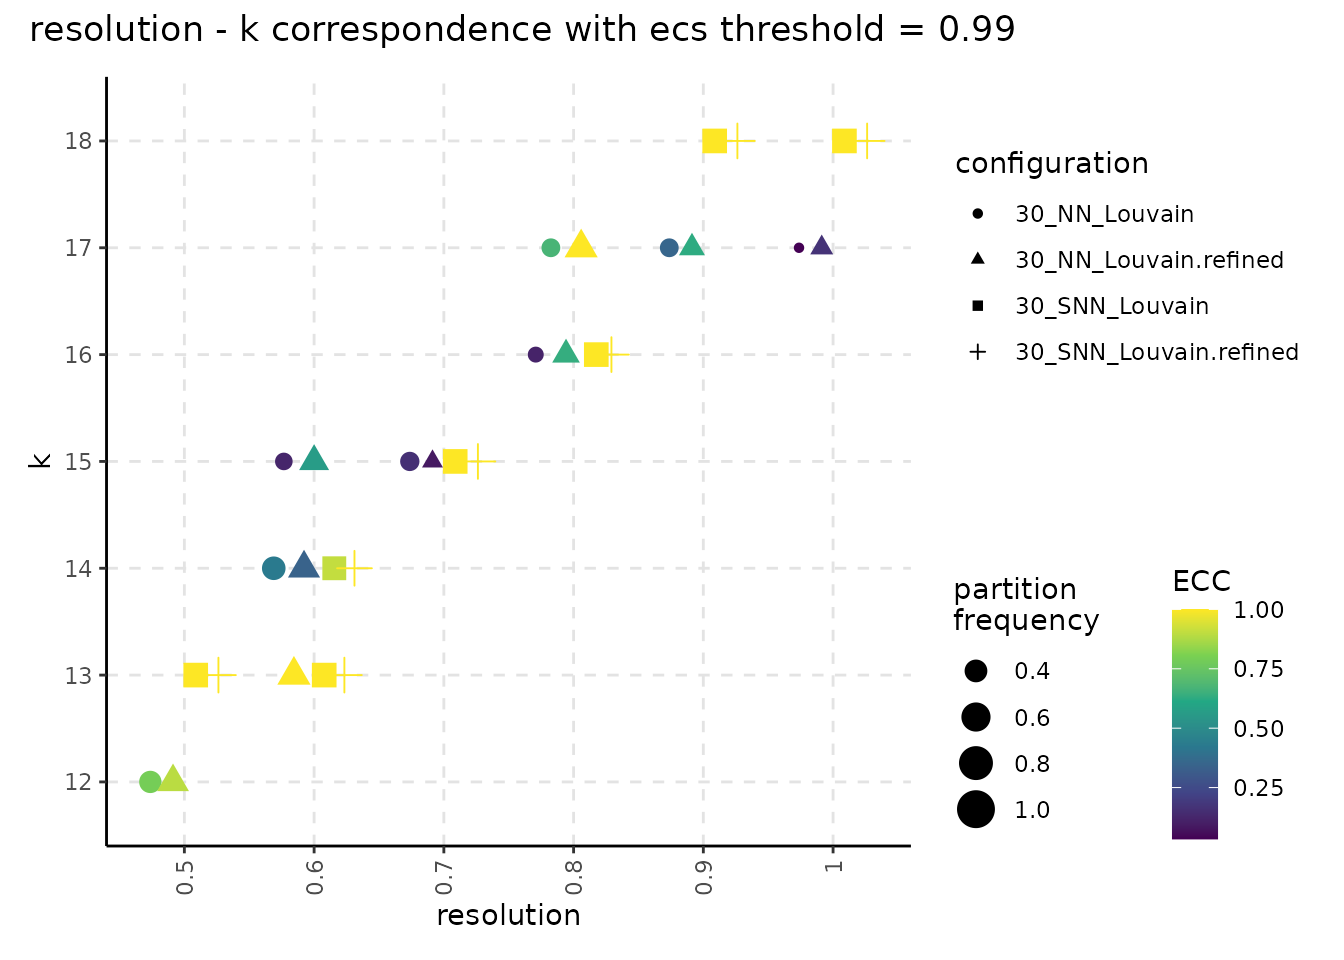 resolution - k correspondence with ecs threshold = 0.99
18
17
16
15
14
13
12
k
0.5
0.6
0.7
0.8
0.9
1
resolution
configuration
30_NN_Louvain
30_NN_Louvain.refined
30_SNN_Louvain
30_SNN_Louvain.refined
partition
frequency
0.4
0.6
0.8
1.0
ECC
1.00
0.75
0.50
0.25